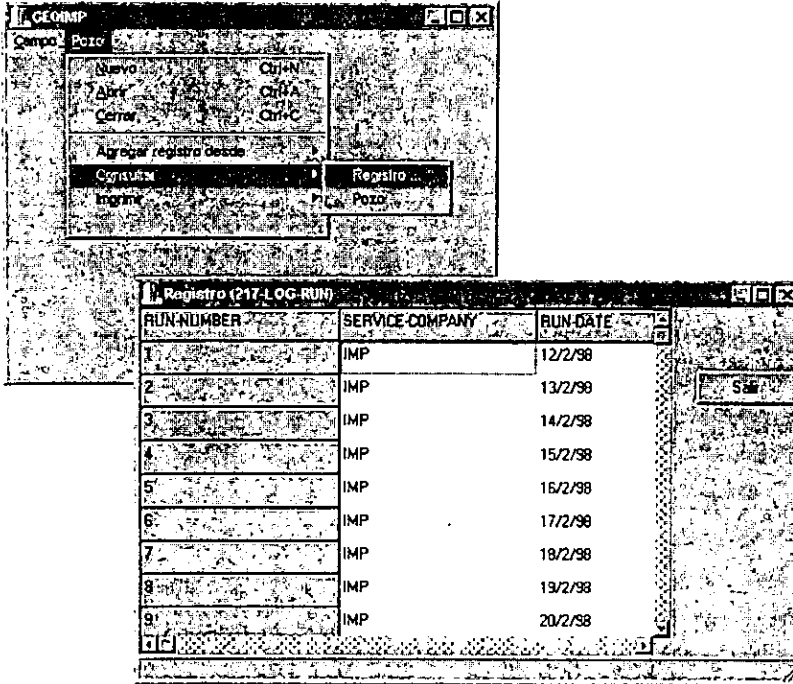 GEOIMP
Campo Pozo
Nuevo Ctrl+N
Abrir Ctrl+A
Cerrar Ctrl+C
Agregar registro desde
Consultar
Imprimir
Registro ...
Pozo
Registro (217-LOG-RUN)
RUN-NUMBER SERVICE-COMPANY RUN-DATE
1 IMP 12/2/98
2 IMP 13/2/98
3 IMP 14/2/98
4 IMP 15/2/98
5 IMP 16/2/98
6 IMP 17/2/98
7 IMP 18/2/98
8 IMP 19/2/98
9 IMP 20/2/98
Salir